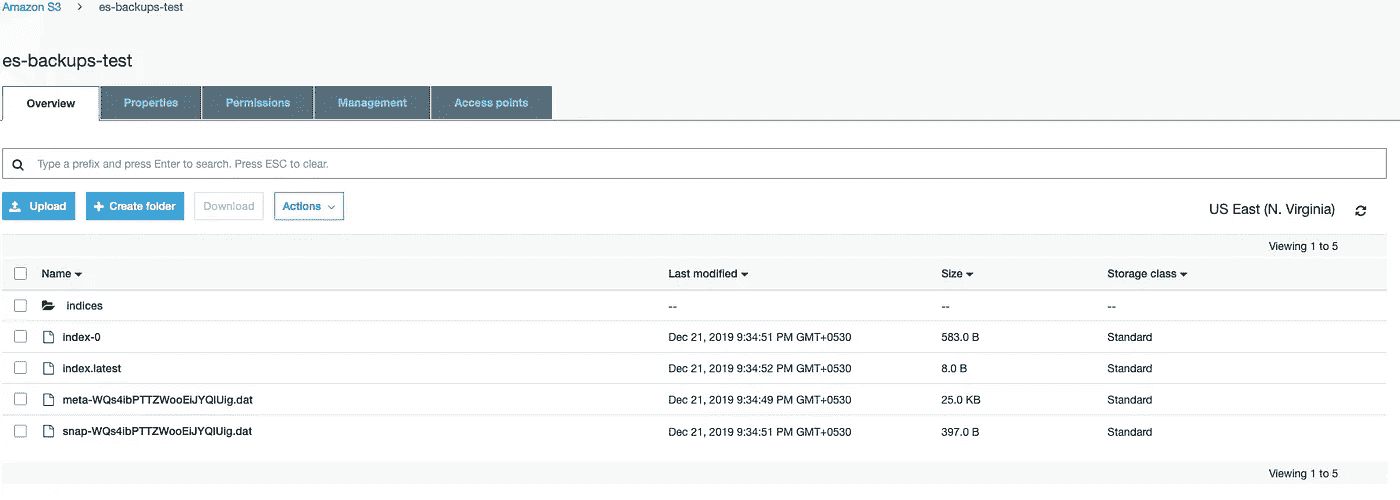 Amazon S3 > es-backups-test
es-backups-test
Overview Properties Permissions Management Access points
Type a prefix and press Enter to search. Press ESC to clear.
Upload + Create folder Download Actions
US East (N. Virginia)
Viewing 1 to 5
Name Last modified Size Storage class
indices -- -- --
index-0 Dec 21, 2019 9:34:51 PM GMT+0530 583.0 B Standard
index.latest Dec 21, 2019 9:34:52 PM GMT+0530 8.0 B Standard
meta-WQs4ibPTTZWooEiJYQIUig.dat Dec 21, 2019 9:34:49 PM GMT+0530 25.0 KB Standard
snap-WQs4ibPTTZWooEiJYQIUig.dat Dec 21, 2019 9:34:51 PM GMT+0530 397.0 B Standard
Viewing 1 to 5